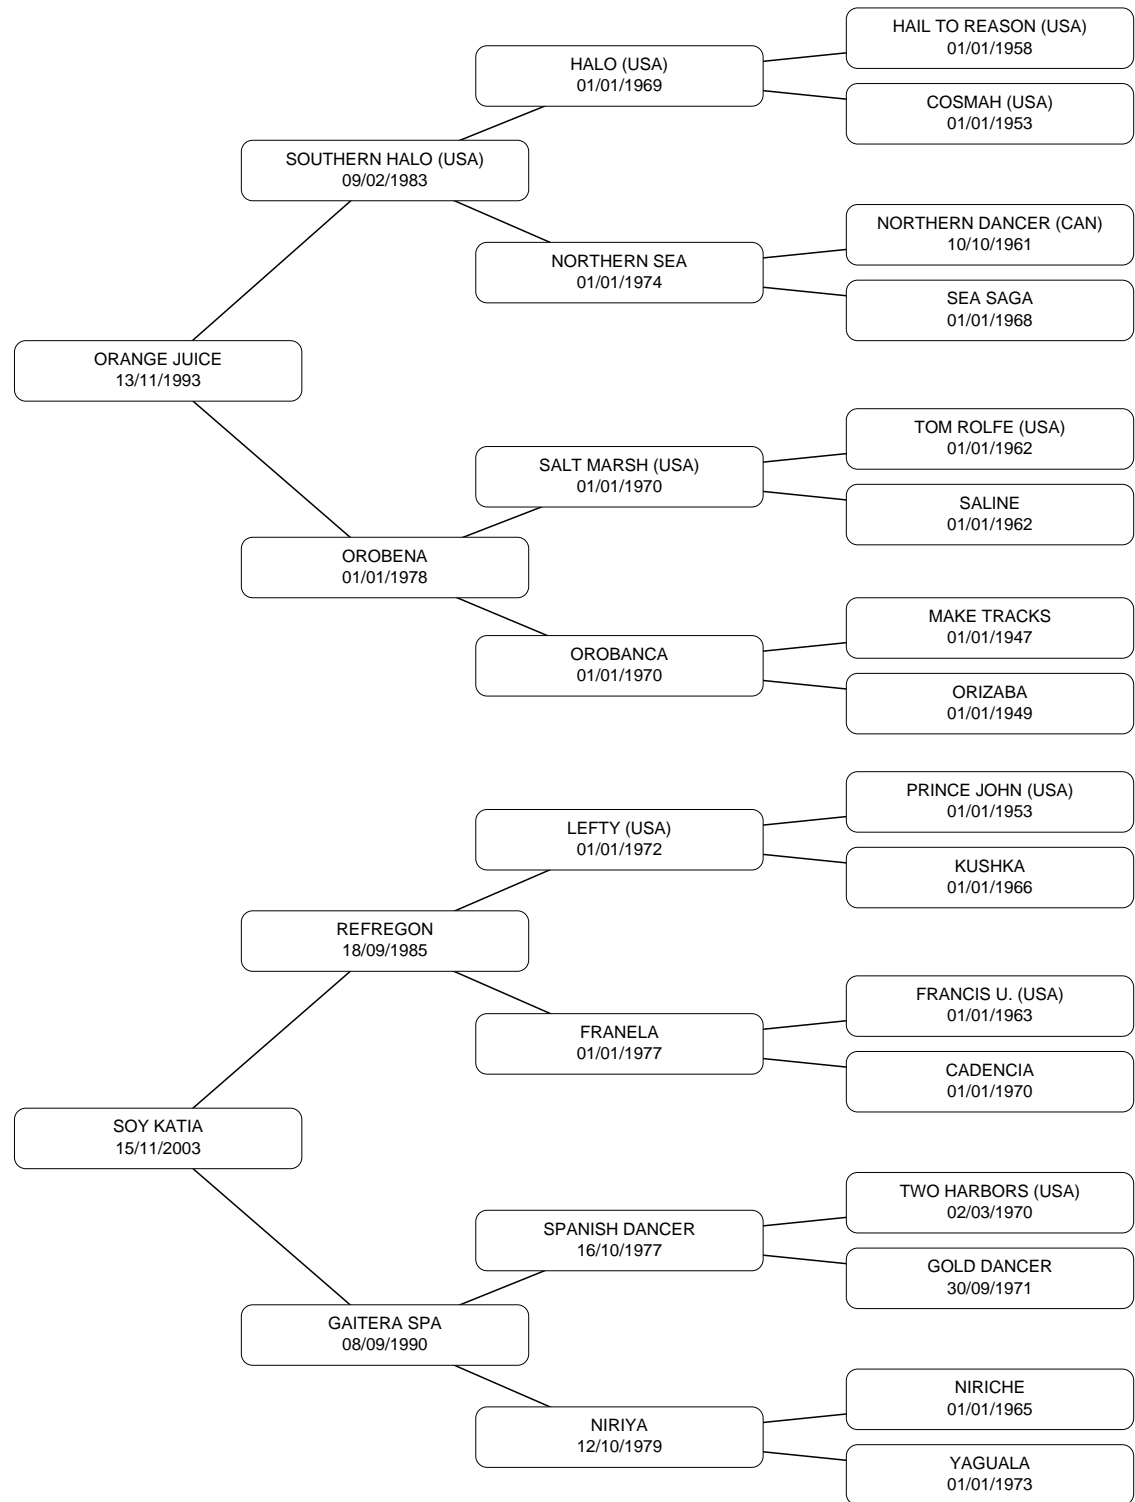 HAIL TO REASON (USA)
01/01/1958
HALO (USA)
01/01/1969
COSMAH (USA)
01/01/1953
SOUTHERN HALO (USA)
09/02/1983
NORTHERN DANCER (CAN)
10/10/1961
NORTHERN SEA
01/01/1974
SEA SAGA
01/01/1968
ORANGE JUICE
13/11/1993
TOM ROLFE (USA)
01/01/1962
SALT MARSH (USA)
01/01/1970
SALINE
01/01/1962
OROBENA
01/01/1978
MAKE TRACKS
01/01/1947
OROBANCA
01/01/1970
ORIZABA
01/01/1949
PRINCE JOHN (USA)
01/01/1953
LEFTY (USA)
01/01/1972
KUSHKA
01/01/1966
REFREGON
18/09/1985
FRANCIS U. (USA)
01/01/1963
FRANELA
01/01/1977
CADENCIA
01/01/1970
SOY KATIA
15/11/2003
TWO HARBORS (USA)
02/03/1970
SPANISH DANCER
16/10/1977
GOLD DANCER
30/09/1971
GAITERA SPA
08/09/1990
NIRICHE
01/01/1965
NIRIYA
12/10/1979
YAGUALA
01/01/1973